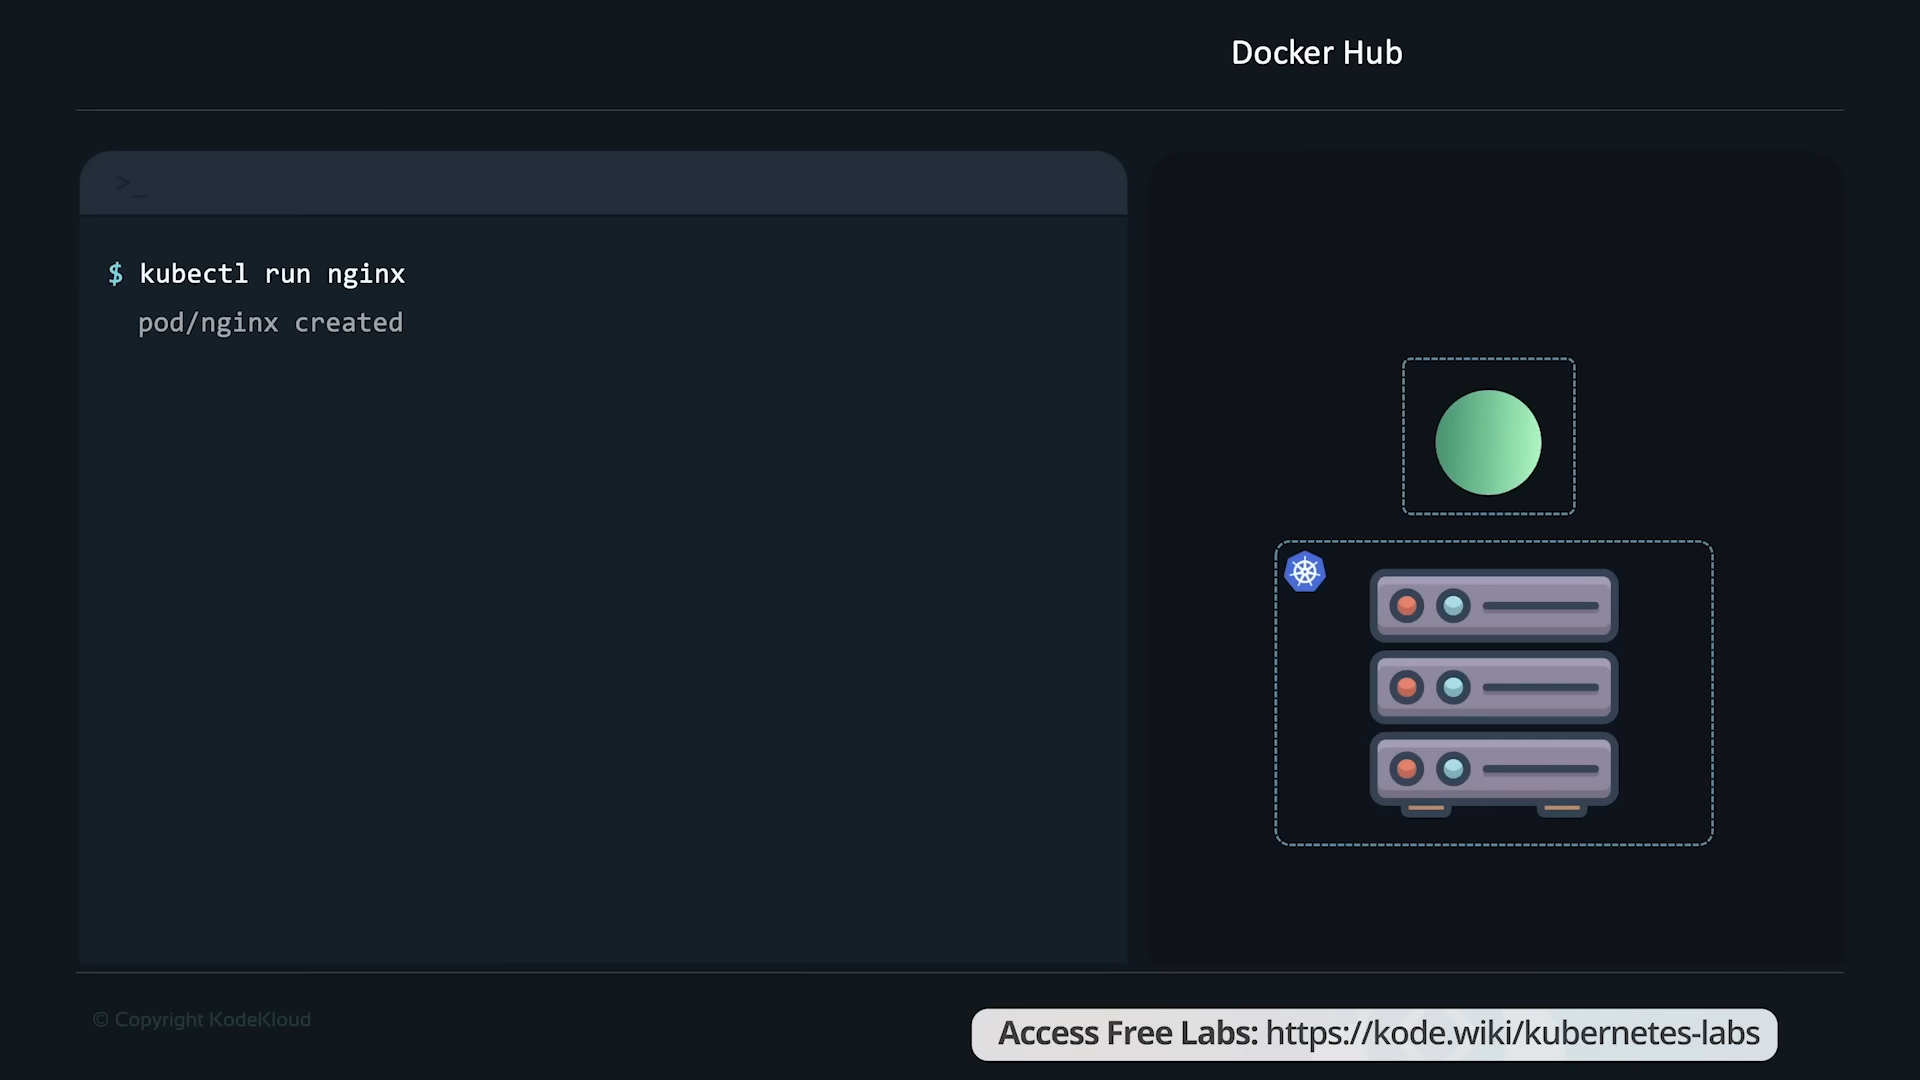 Docker Hub
>_
$ kubectl run nginx
pod/nginx created
© Copyright KodeKloud
Access Free Labs: https://kode.wiki/kubernetes-labs